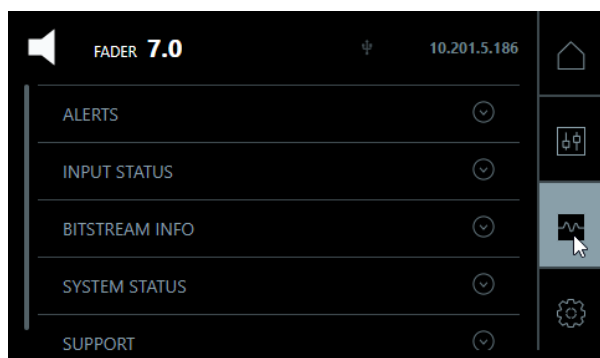 FADER 7.0
10.201.5.186
ALERTS
INPUT STATUS
BITSTREAM INFO
SYSTEM STATUS
SUPPORT